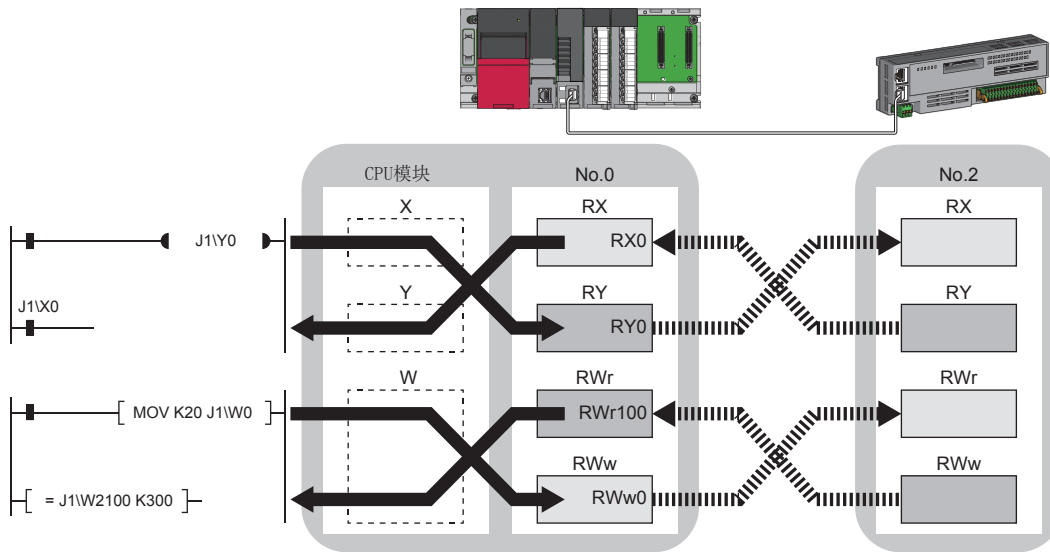 CPU模块
No.0
No.2
X
RX
RX
J1\Y0
RX0
J1\X0
Y
RY
RY
RY0
W
RWr
RWr
MOV K20 J1\W0
RWr100
RWw
RWw
= J1\W2100 K300
RWw0